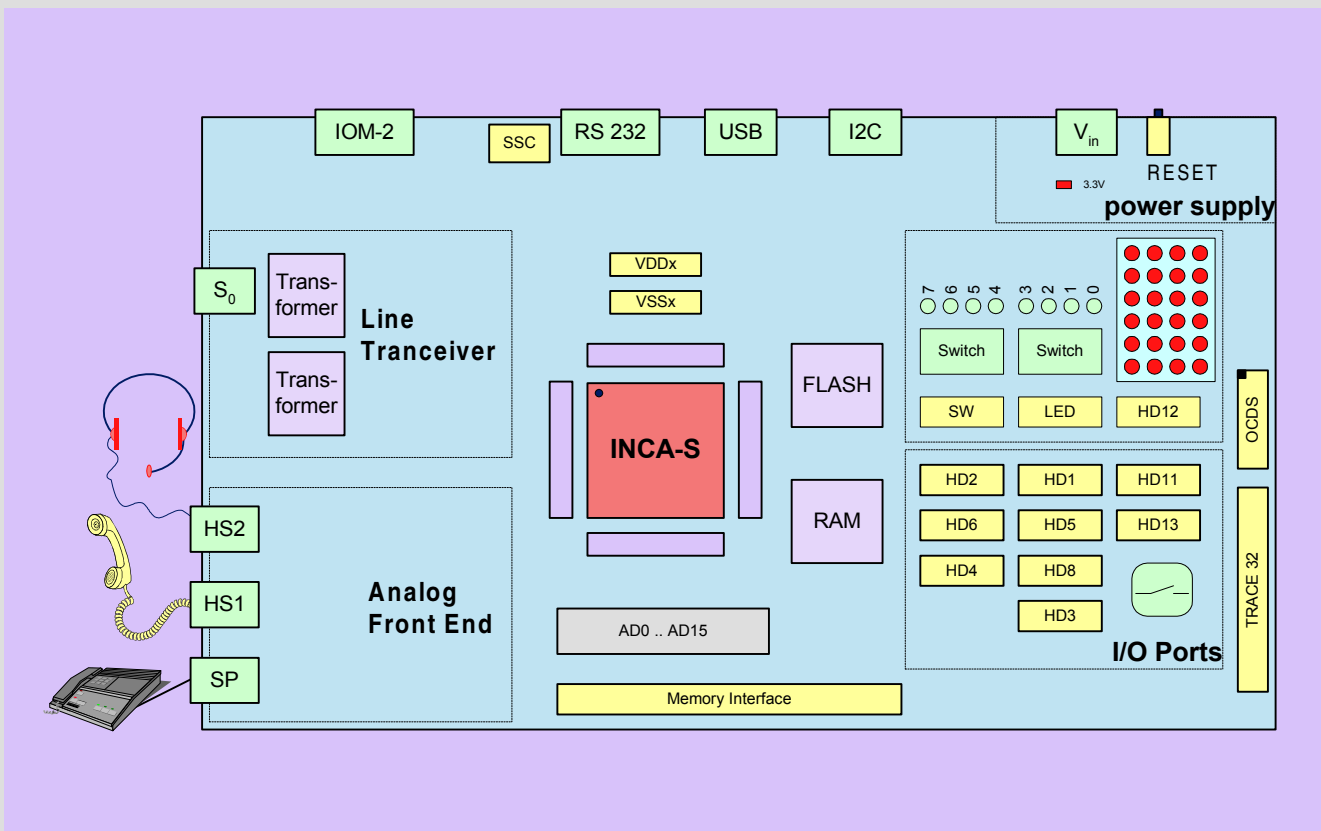 IOM-2
SSC
RS 232
USB
I2C
Vin
RESET
3.3V
power supply
S0
Trans-
former
Trans-
former
Line
Tranceiver
VDDx
VSSx
INCA-S
FLASH
RAM
7 6 5 4 3 2 1 0
Switch
Switch
SW
LED
HD12
OCDS
HD2
HD1
HD11
HD6
HD5
HD13
HD4
HD8
HD3
I/O Ports
TRACE 32
HS2
HS1
SP
Analog
Front End
AD0 .. AD15
Memory Interface